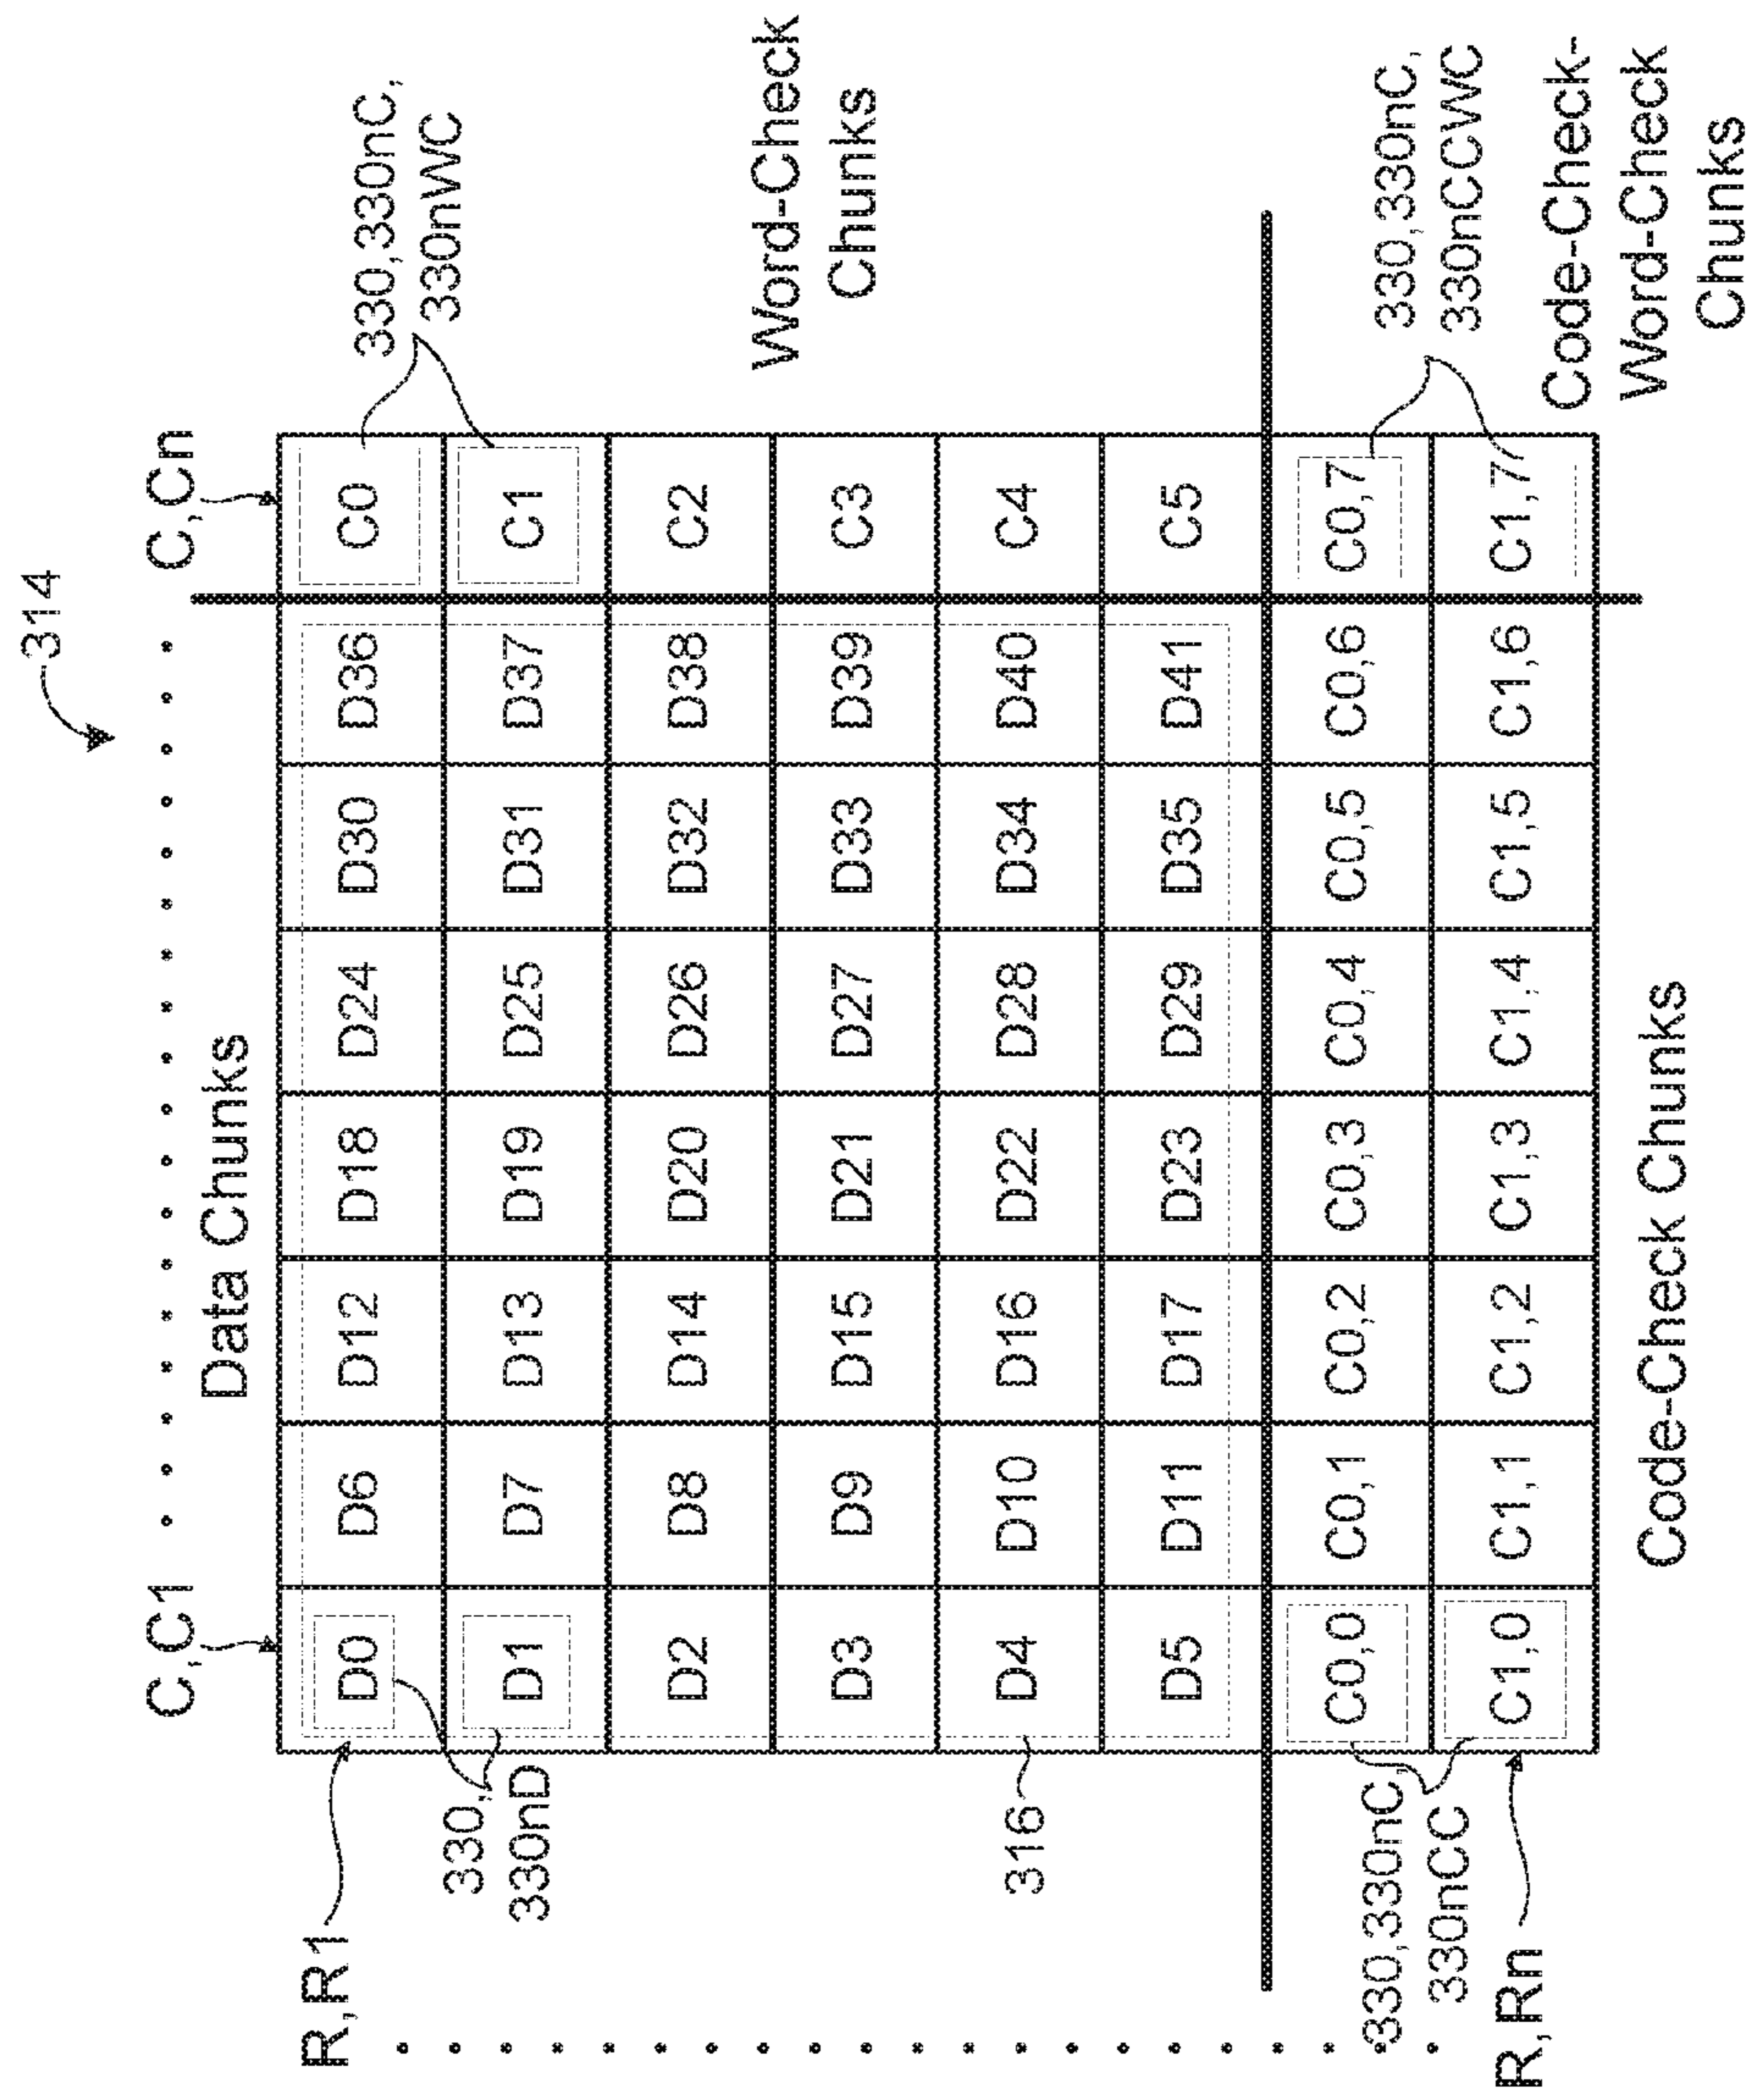 314
C,C1
C,Cn
Data Chunks
R,R1
D0 D6 D12 D18 D24 D30 D36 C0
D1 D7 D13 D19 D25 D31 D37 C1
D2 D8 D14 D20 D26 D32 D38 C2
D3 D9 D15 D21 D27 D33 D39 C3
D4 D10 D16 D22 D28 D34 D40 C4
D5 D11 D17 D23 D29 D35 D41 C5
C0,0 C0,1 C0,2 C0,3 C0,4 C0,5 C0,6 C0,7
C1,0 C1,1 C1,2 C1,3 C1,4 C1,5 C1,6 C1,7
330,
330nD
316
330,330nC,
330nCC
R,Rn
330,330nC,
330nWC
Word-Check
Chunks
330,330nC,
330nCCWC
Code-Check-
Word-Check
Chunks
Code-Check Chunks